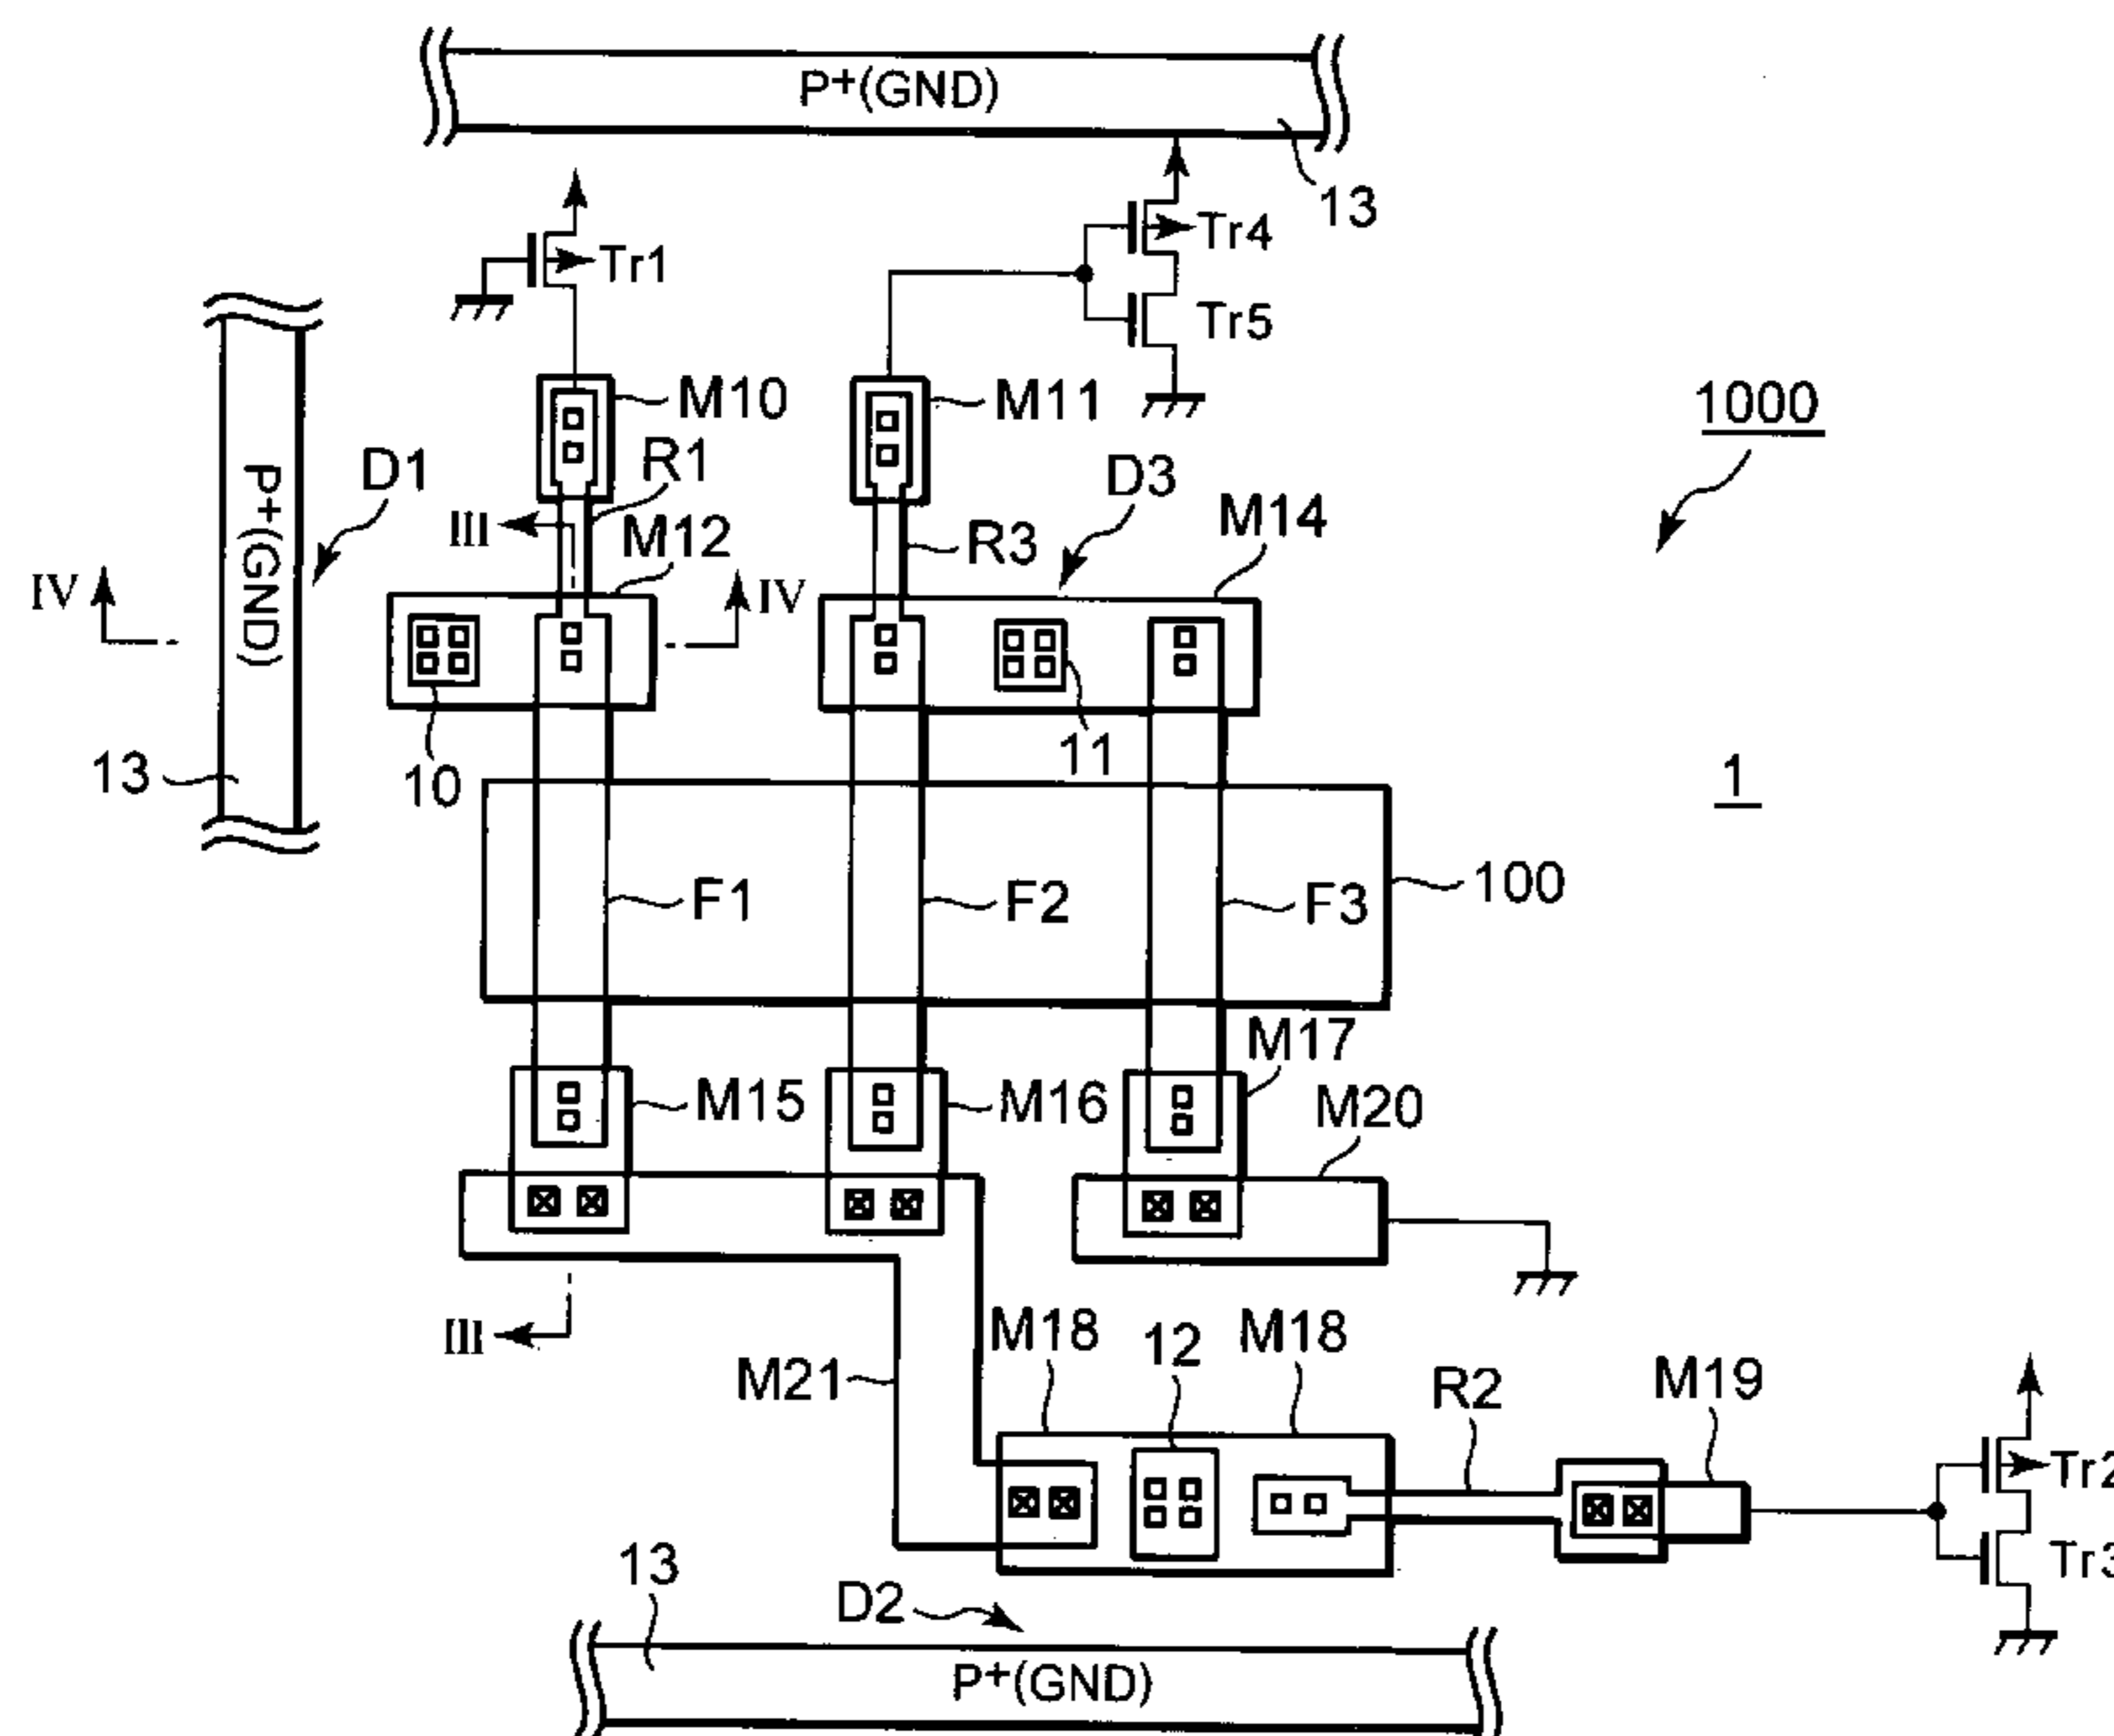 P+(GND)
13
Tr1
Tr4
Tr5
M10
M11
1000
D1
R1
D3
III
M12
R3
M14
IV
IV
P+(GND)
13
10
11
1
F1
F2
F3
100
M15
M16
M17
M20
III
M21
M18
12
M18
R2
M19
Tr2
Tr3
13
D2
P+(GND)